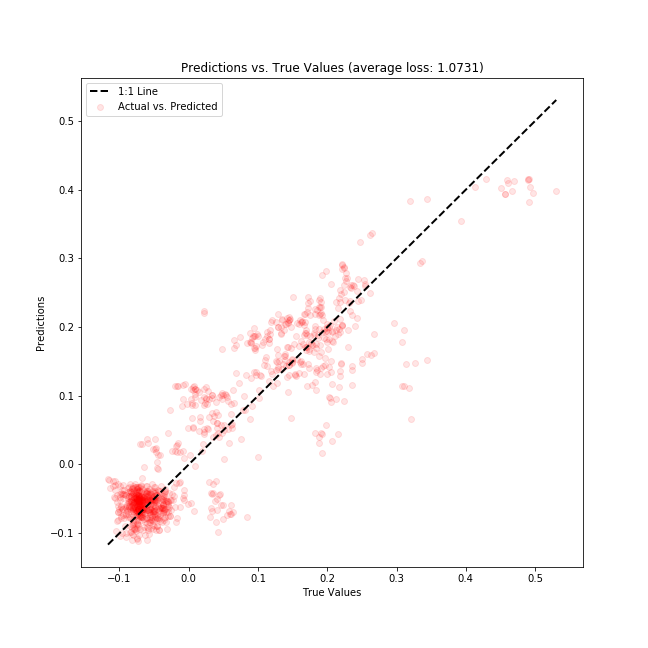 Predictions vs. True Values (average loss: 1.0731)
1:1 Line
Actual vs. Predicted
0.5
0.4
0.3
0.2
0.1
0.0
−0.1
Predictions
−0.1 0.0 0.1 0.2 0.3 0.4 0.5
True Values